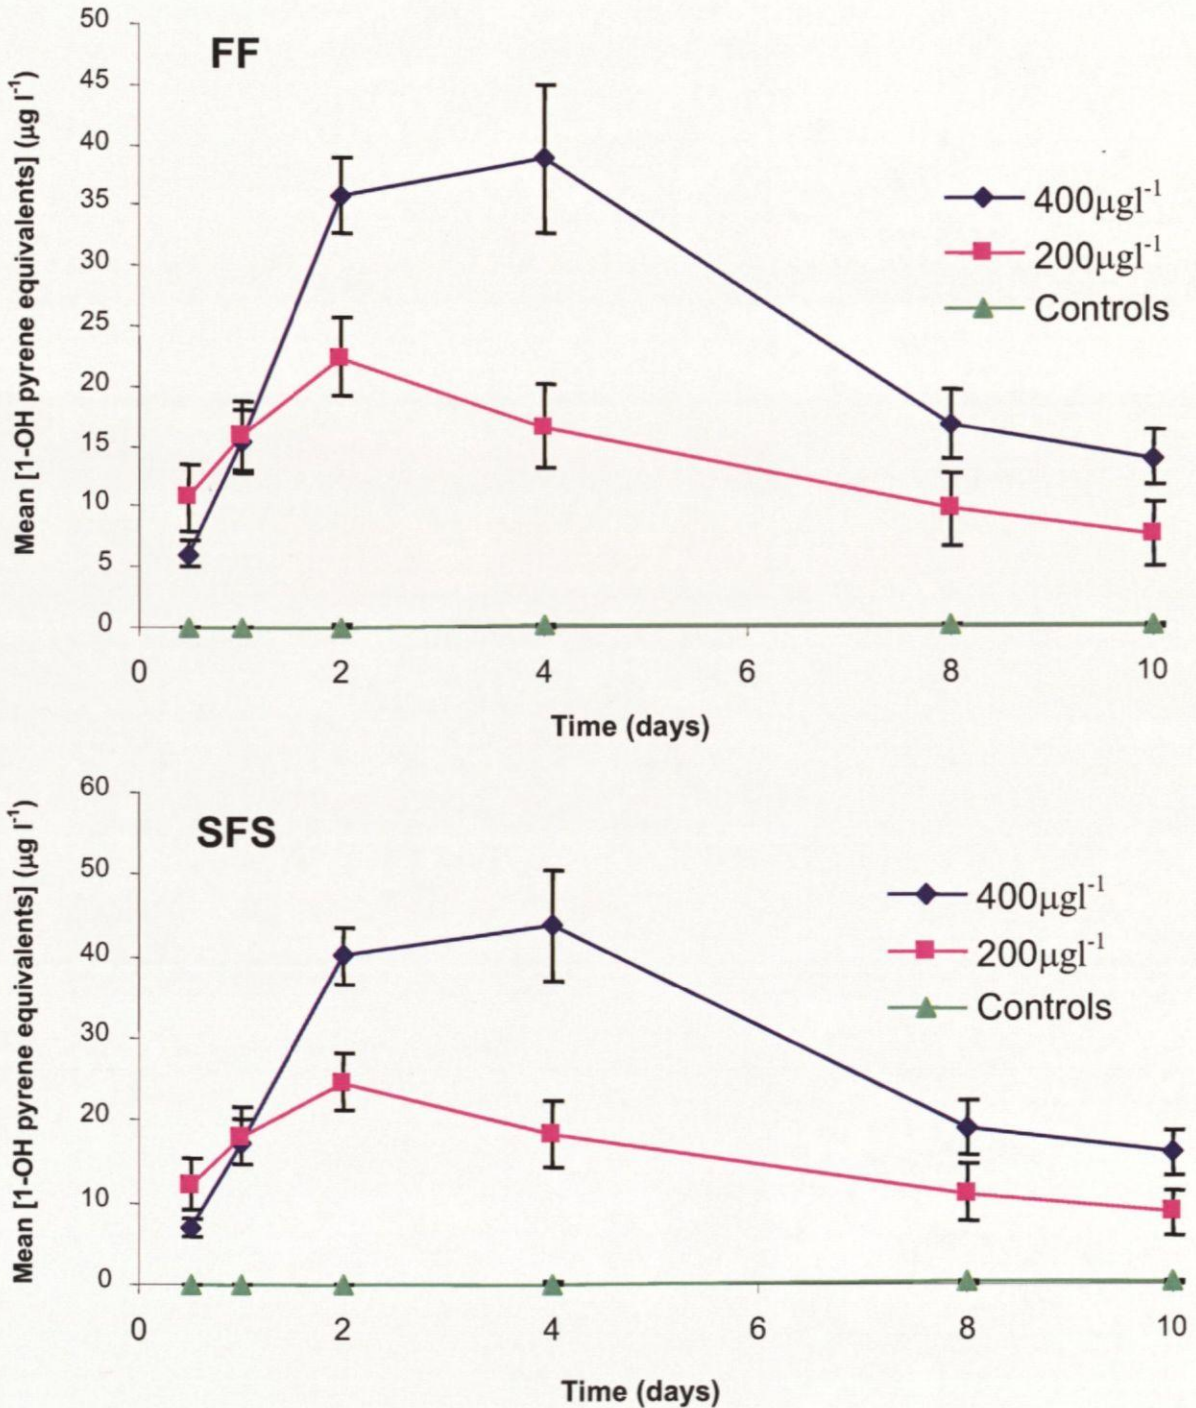 FF
Mean [1-OH pyrene equivalents] (µg l-1)
50
45
40
35
30
25
20
15
10
5
0
400µgl-1
200µgl-1
Controls
0 2 4 6 8 10
Time (days)
SFS
Mean [1-OH pyrene equivalents] (µg l-1)
60
50
40
30
20
10
0
400µgl-1
200µgl-1
Controls
0 2 4 6 8 10
Time (days)